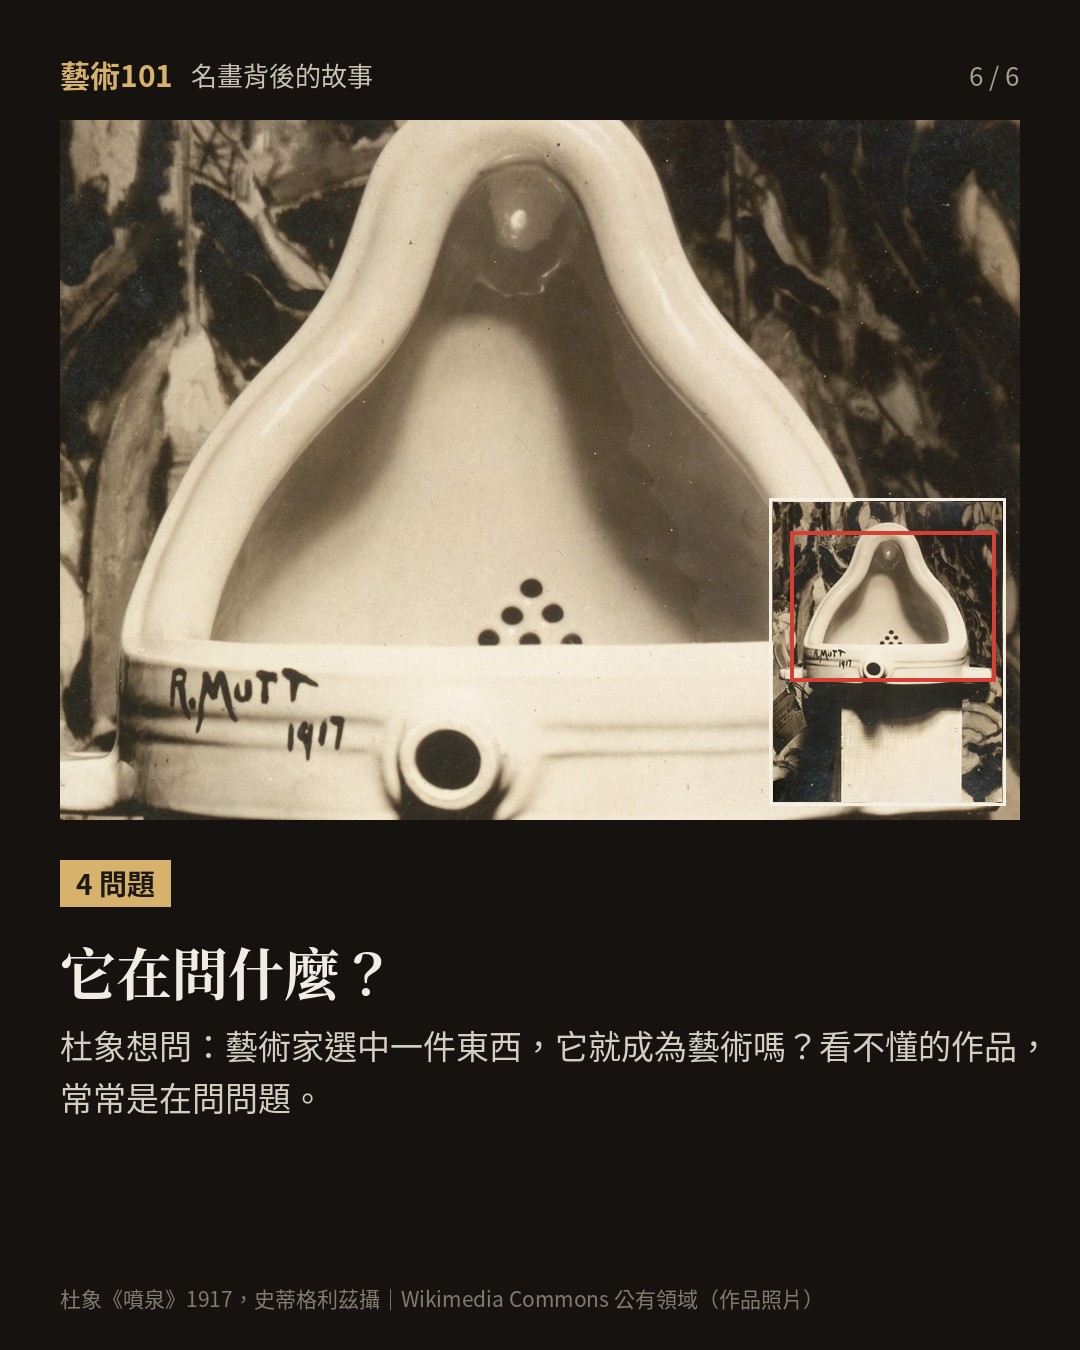 藝術101 名畫背後的故事 6 / 6
R.MUTT
1917
R.MUTT
1917
4 問題
它在問什麼？
杜象想問：藝術家選中一件東西，它就成為藝術嗎？看不懂的作品，
常常是在問問題。
杜象《噴泉》1917，史蒂格利茲攝｜Wikimedia Commons 公有領域（作品照片）